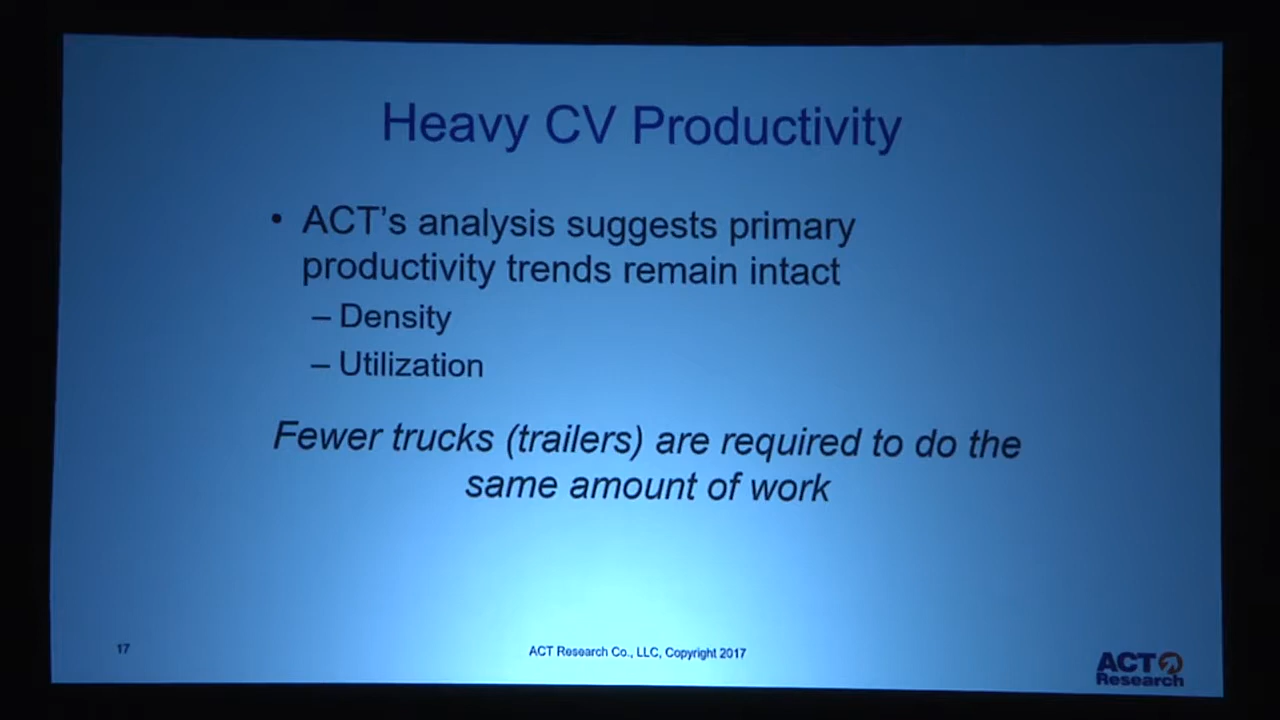 Heavy CV Productivity
• ACT's analysis suggests primary
productivity trends remain intact
– Density
– Utilization
Fewer trucks (trailers) are required to do the
same amount of work
17
ACT Research Co., LLC, Copyright 2017
ACT
Research